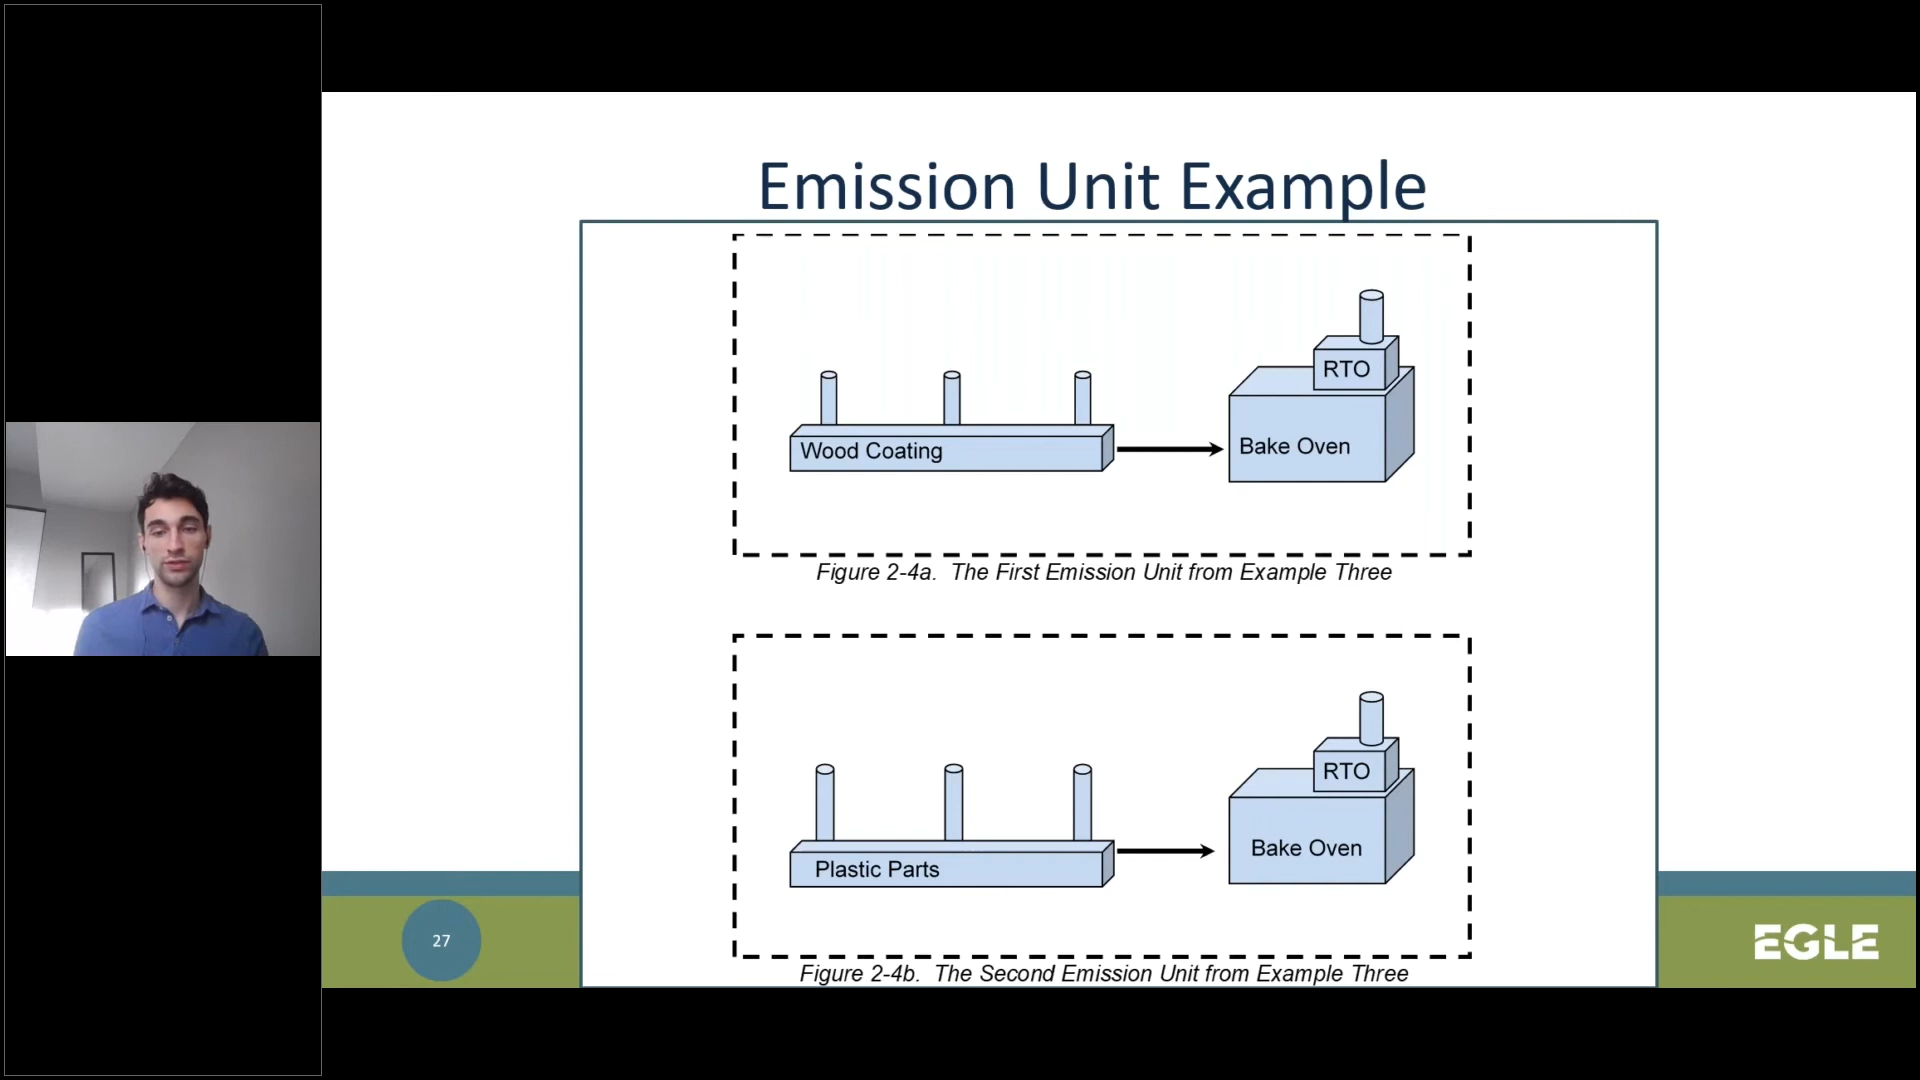 Emission Unit Example
RTO
Wood Coating
Bake Oven
Figure 2-4a. The First Emission Unit from Example Three
RTO
Plastic Parts
Bake Oven
Figure 2-4b. The Second Emission Unit from Example Three
27
EGLE